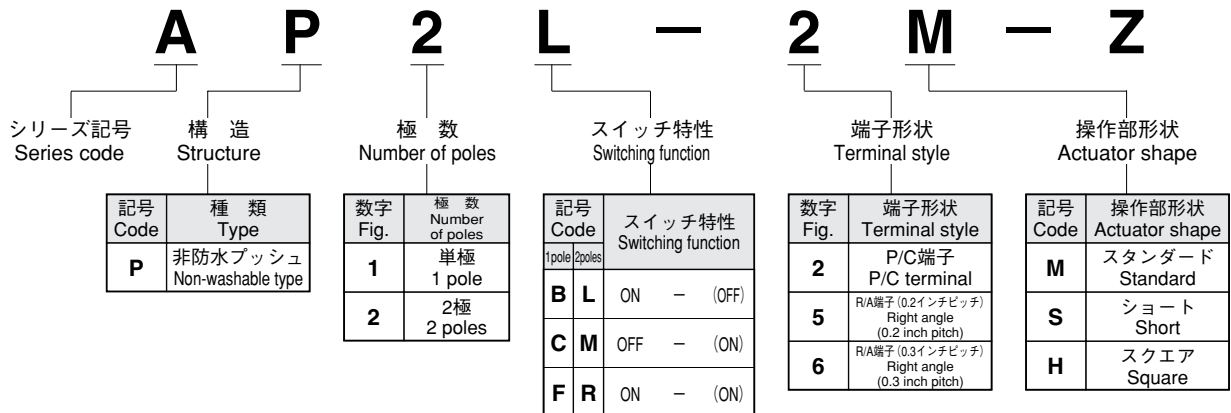 A P 2 L - 2 M - Z
シリーズ記号 構 造 極 数 スイッチ特性 端子形状 操作部形状
Series code Structure Number of poles Switching function Terminal style Actuator shape
記号 種 類
Code Type
P 非防水プッシュ
Non-washable type
数字 極 数
Fig. Number
of poles
1 単極
1 pole
2 2極
2 poles
記号 スイッチ特性
Code Switching function
1pole 2poles
B L ON - (OFF)
C M OFF - (ON)
F R ON - (ON)
数字 端子形状
Fig. Terminal style
2 P/C端子
P/C terminal
5 R/A端子(0.2インチピッチ)
Right angle
(0.2 inch pitch)
6 R/A端子(0.3インチピッチ)
Right angle
(0.3 inch pitch)
記号 操作部形状
Code Actuator shape
M スタンダード
Standard
S ショート
Short
H スクエア
Square